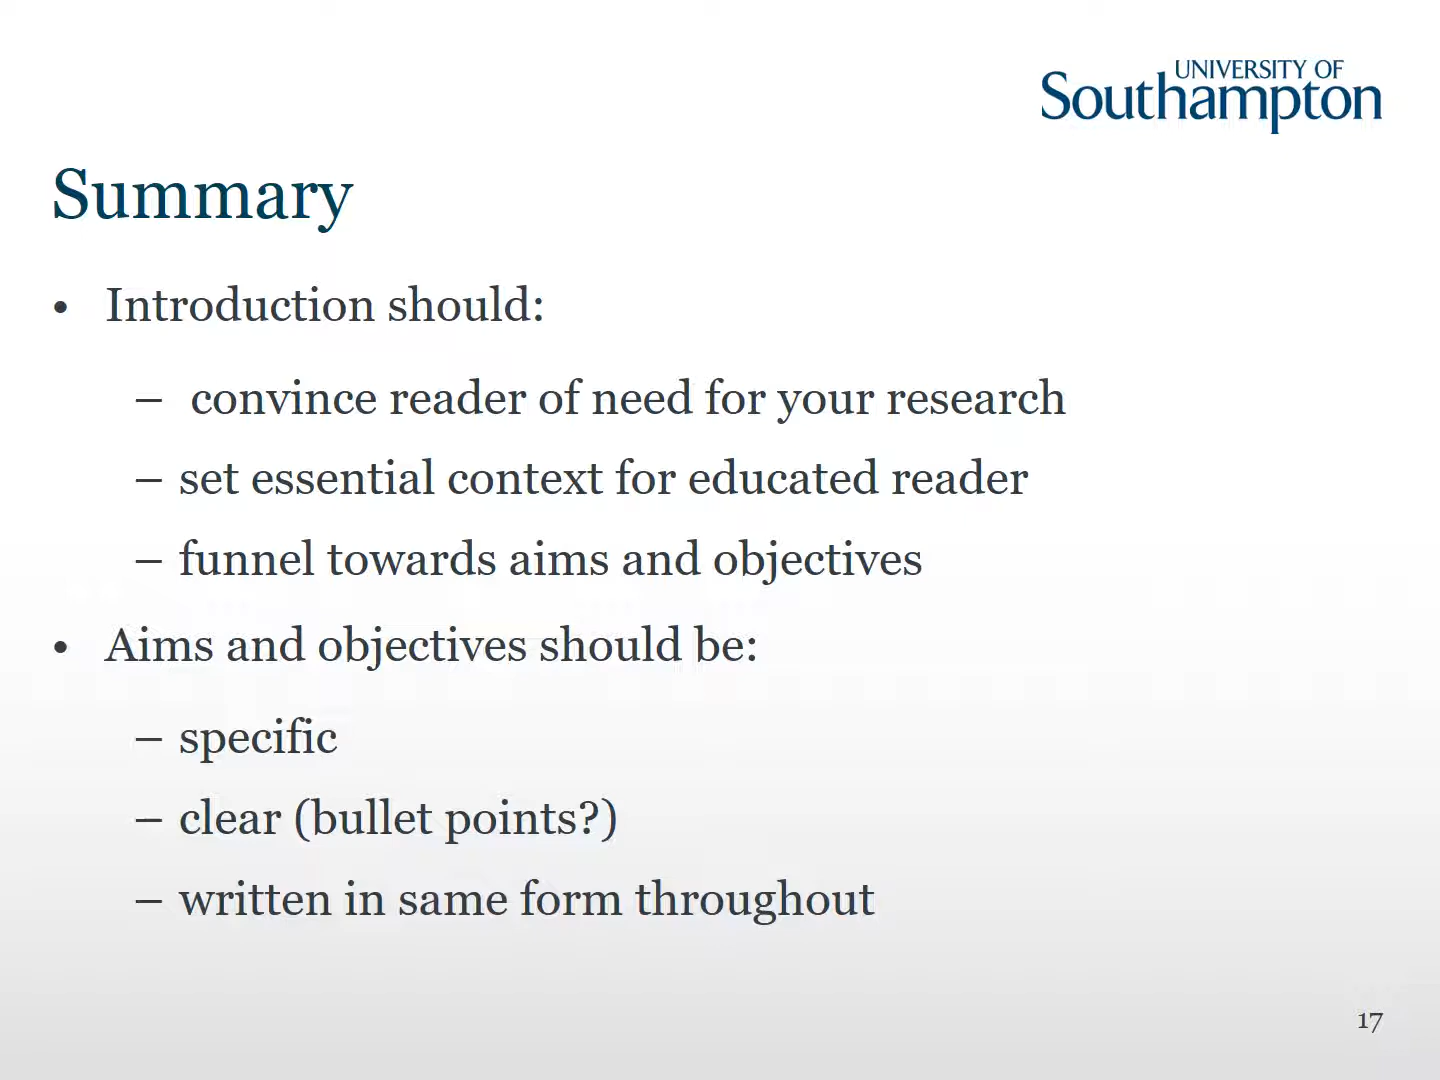 UNIVERSITY OF
Southampton
Summary
• Introduction should:
– convince reader of need for your research
– set essential context for educated reader
– funnel towards aims and objectives
• Aims and objectives should be:
– specific
– clear (bullet points?)
– written in same form throughout
17